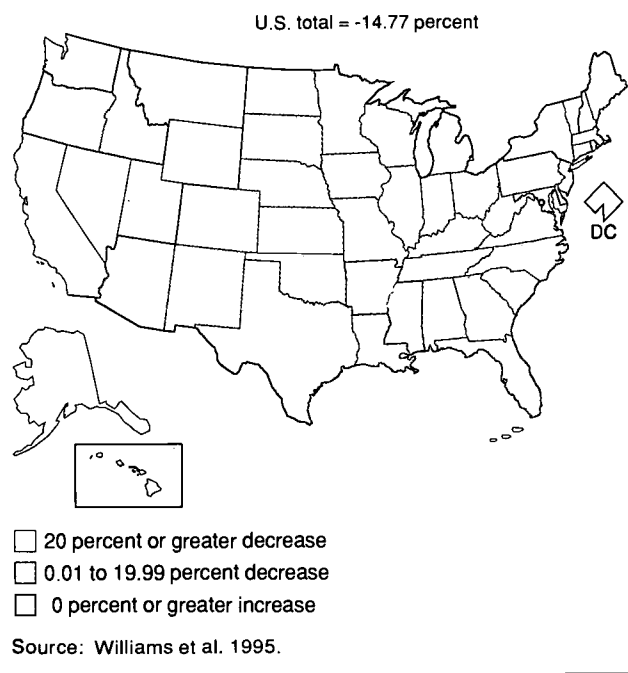 U.S. total = -14.77 percent
DC
20 percent or greater decrease
0.01 to 19.99 percent decrease
0 percent or greater increase
Source: Williams et al. 1995.